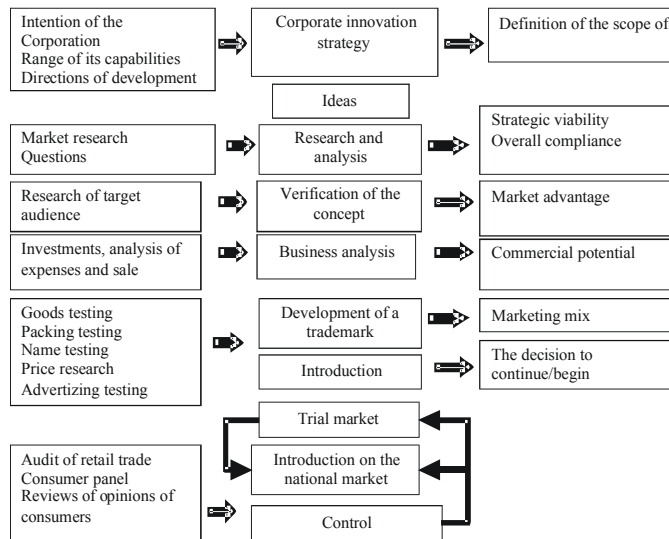 Intention of the
Corporation
Range of its capabilities
Directions of development
Corporate innovation
strategy
Definition of the scope of
Ideas
Market research
Questions
Research and
analysis
Strategic viability
Overall compliance
Research of target
audience
Verification of the
concept
Market advantage
Investments, analysis of
expenses and sale
Business analysis
Commercial potential
Goods testing
Packing testing
Name testing
Price research
Advertizing testing
Development of a
trademark
Marketing mix
Introduction
The decision to
continue/begin
Trial market
Audit of retail trade
Consumer panel
Reviews of opinions of
consumers
Introduction on the
national market
Control